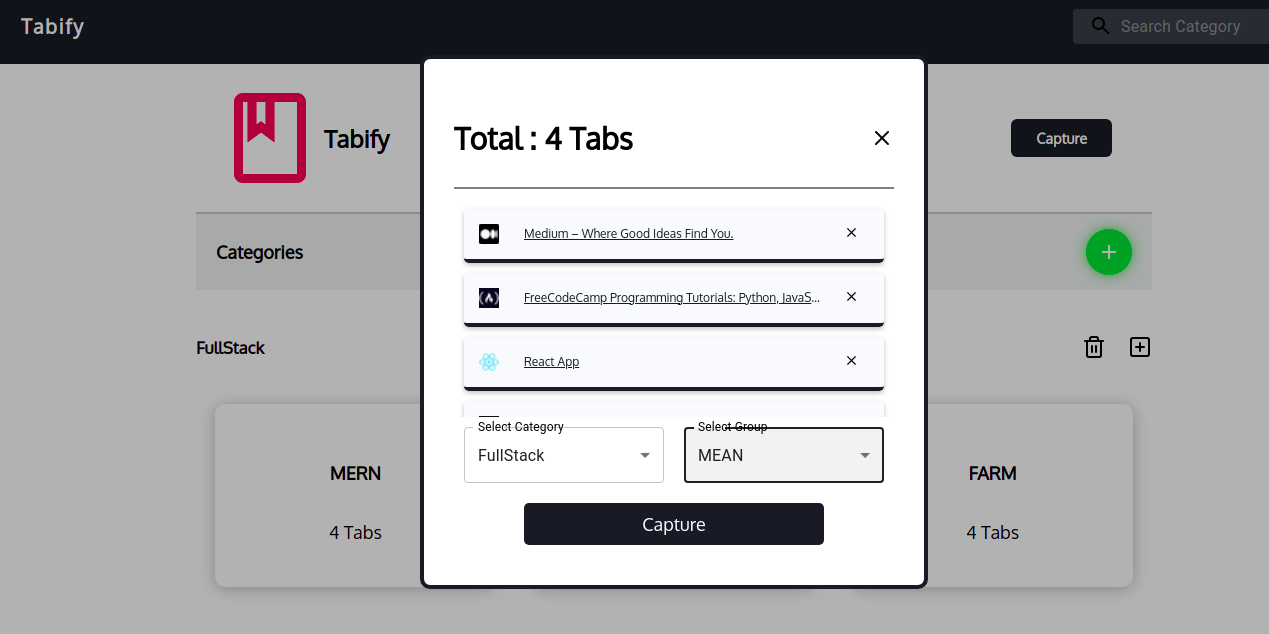 Tabify
Search Category
Tabify
Capture
Categories
FullStack
MERN
4 Tabs
FARM
4 Tabs
Total : 4 Tabs
Medium – Where Good Ideas Find You.
FreeCodeCamp Programming Tutorials: Python, JavaS...
React App
Select Category
FullStack
Select Group
MEAN
Capture